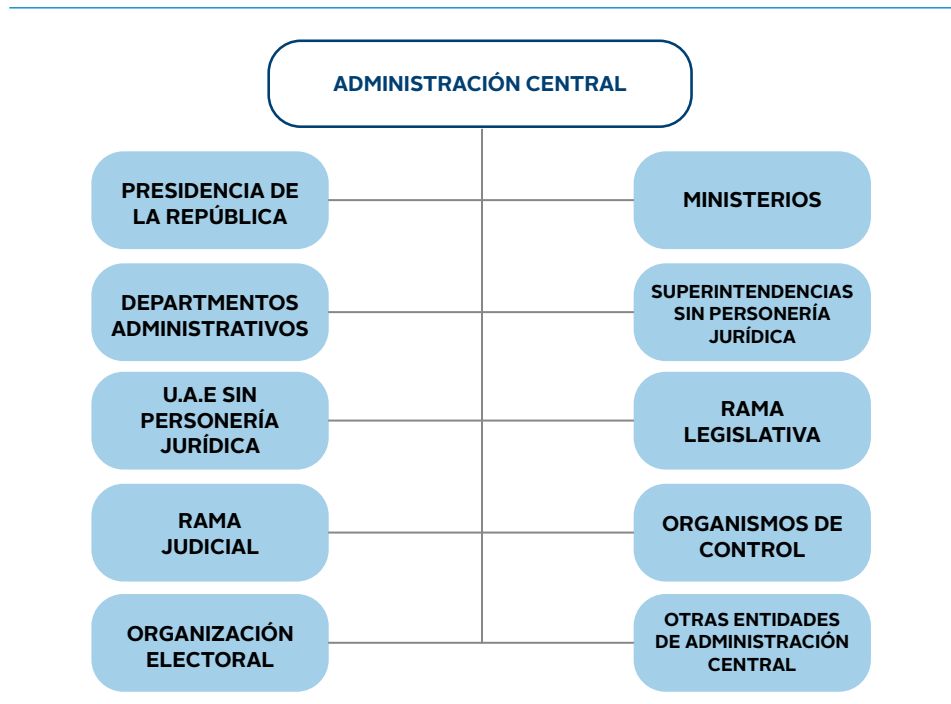 ADMINISTRACIÓN CENTRAL
PRESIDENCIA DE
LA REPÚBLICA
MINISTERIOS
DEPARTMENTOS
ADMINISTRATIVOS
SUPERINTENDENCIAS
SIN PERSONERÍA
JURÍDICA
U.A.E SIN
PERSONERÍA
JURÍDICA
RAMA
LEGISLATIVA
RAMA
JUDICIAL
ORGANISMOS DE
CONTROL
ORGANIZACIÓN
ELECTORAL
OTRAS ENTIDADES
DE ADMINISTRACIÓN
CENTRAL